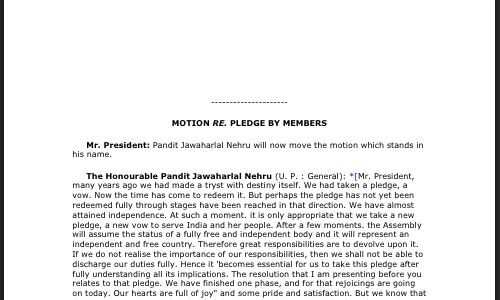 ---------------------
MOTION RE. PLEDGE BY MEMBERS
Mr. President: Pandit Jawaharlal Nehru will now move the motion which stands in
his name.
The Honourable Pandit Jawaharlal Nehru (U. P. : General): *[Mr. President,
many years ago we had made a tryst with destiny itself. We had taken a pledge, a
vow. Now the time has come to redeem it. But perhaps the pledge has not yet been
redeemed fully through stages have been reached in that direction. We have almost
attained independence. At such a moment. it is only appropriate that we take a new
pledge, a new vow to serve India and her people. After a few moments. the Assembly
will assume the status of a fully free and independent body and it will represent an
independent and free country. Therefore great responsibilities are to devolve upon it.
If we do not realise the importance of our responsibilities, then we shall not be able to
discharge our duties fully. Hence it 'becomes essential for us to take this pledge after
fully understanding all its implications. The resolution that I am presenting before you
relates to that pledge. We have finished one phase, and for that rejoicings are going
on today. Our hearts are full of joy" and some pride and satisfaction. But we know that